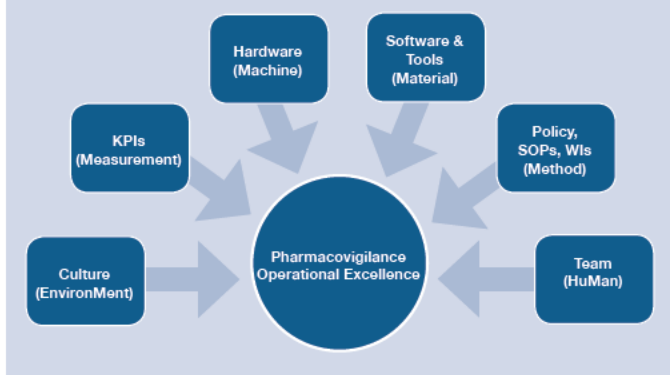 Hardware
(Machine)
Software &
Tools
(Material)
KPIs
(Measurement)
Policy,
SOPs, WIs
(Method)
Culture
(EnvironMent)
Pharmacovigilance
Operational Excellence
Team
(HuMan)